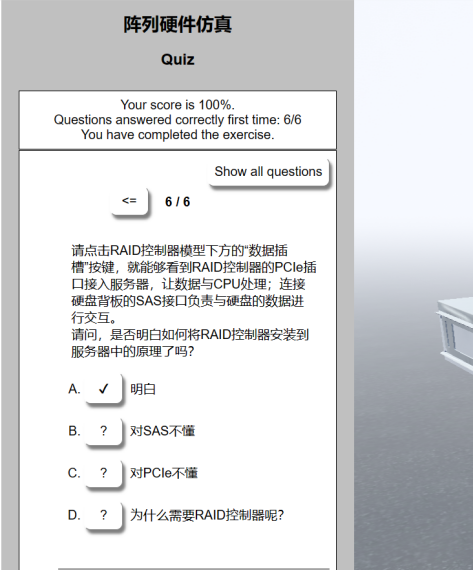 阵列硬件仿真
Quiz
Your score is 100%.
Questions answered correctly first time: 6/6
You have completed the exercise.
Show all questions
<= 6 / 6
请点击RAID控制器模型下方的“数据插
槽”按键，就能够看到RAID控制器的PCIe插
口接入服务器，让数据与CPU处理；连接
硬盘背板的SAS接口负责与硬盘的数据进
行交互。
请问，是否明白如何将RAID控制器安装到
服务器中的原理了吗？
A. ✓ 明白
B. ? 对SAS不懂
C. ? 对PCIe不懂
D. ? 为什么需要RAID控制器呢？